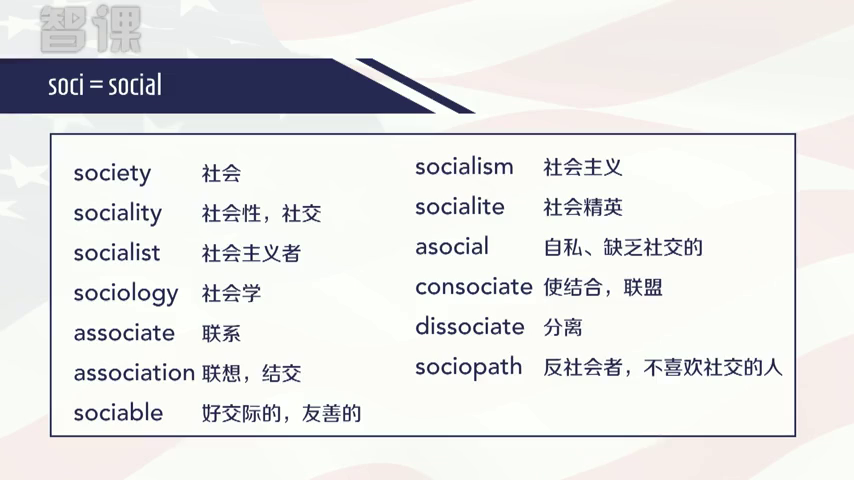 智课
soci = social
society 社会
sociality 社会性，社交
socialist 社会主义者
sociology 社会学
associate 联系
association 联想，结交
sociable 好交际的，友善的
socialism 社会主义
socialite 社会精英
asocial 自私、缺乏社交的
consociate 使结合，联盟
dissociate 分离
sociopath 反社会者，不喜欢社交的人